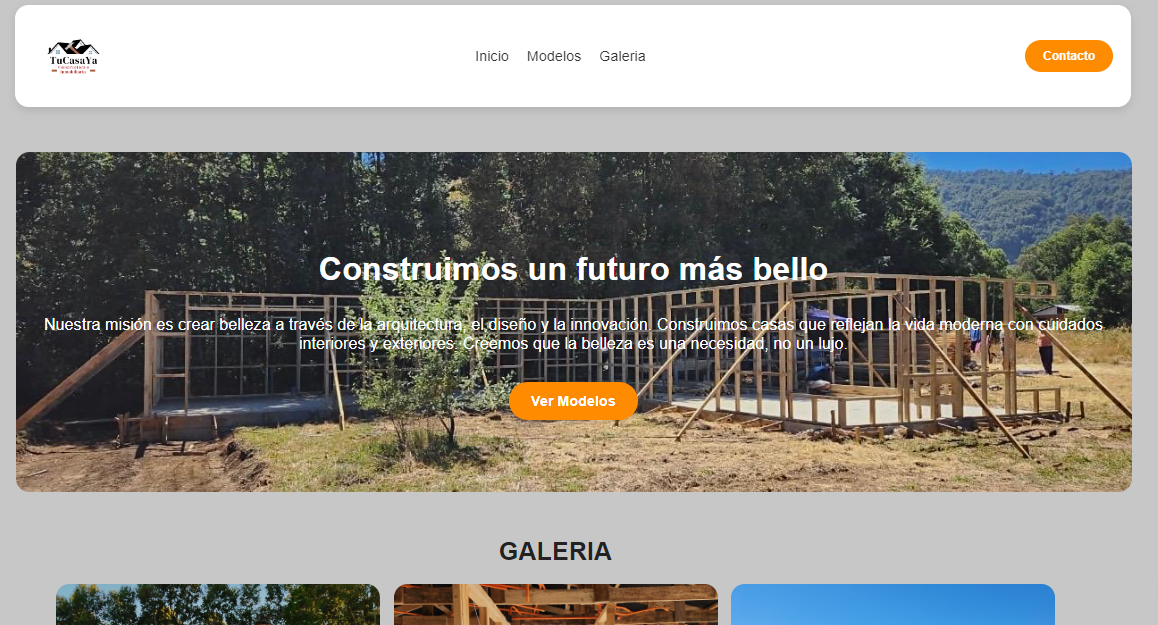 TuCasaYa
Inmobiliaria
Inicio Modelos Galeria
Contacto
Construimos un futuro más bello
Nuestra misión es crear belleza a través de la arquitectura, el diseño y la innovación. Construimos casas que reflejan la vida moderna con cuidados
interiores y exteriores. Creemos que la belleza es una necesidad, no un lujo.
Ver Modelos
GALERIA